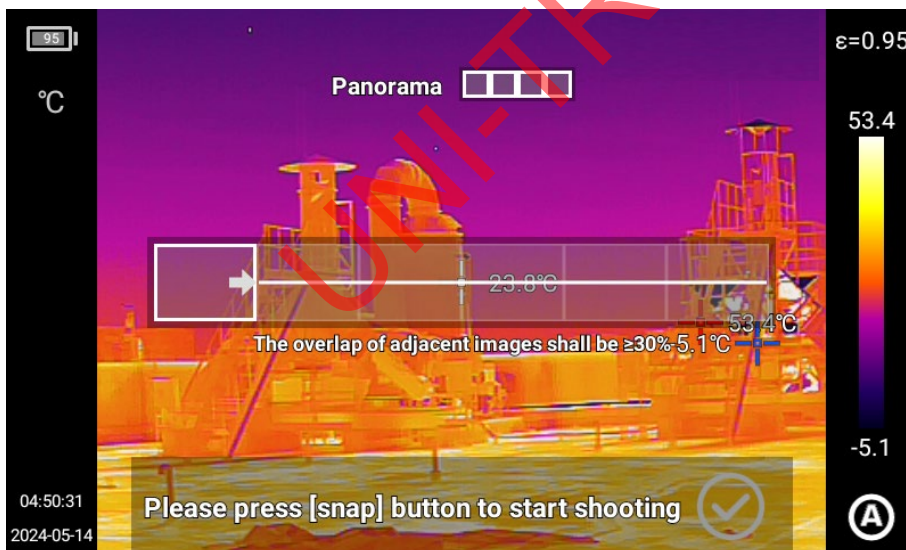 95
℃
ε=0.95
Panorama
53.4
23.8℃
53.4℃
The overlap of adjacent images shall be ≥30%
-5.1℃
-5.1
Please press [snap] button to start shooting
04:50:31
2024-05-14
A
UNI-TR